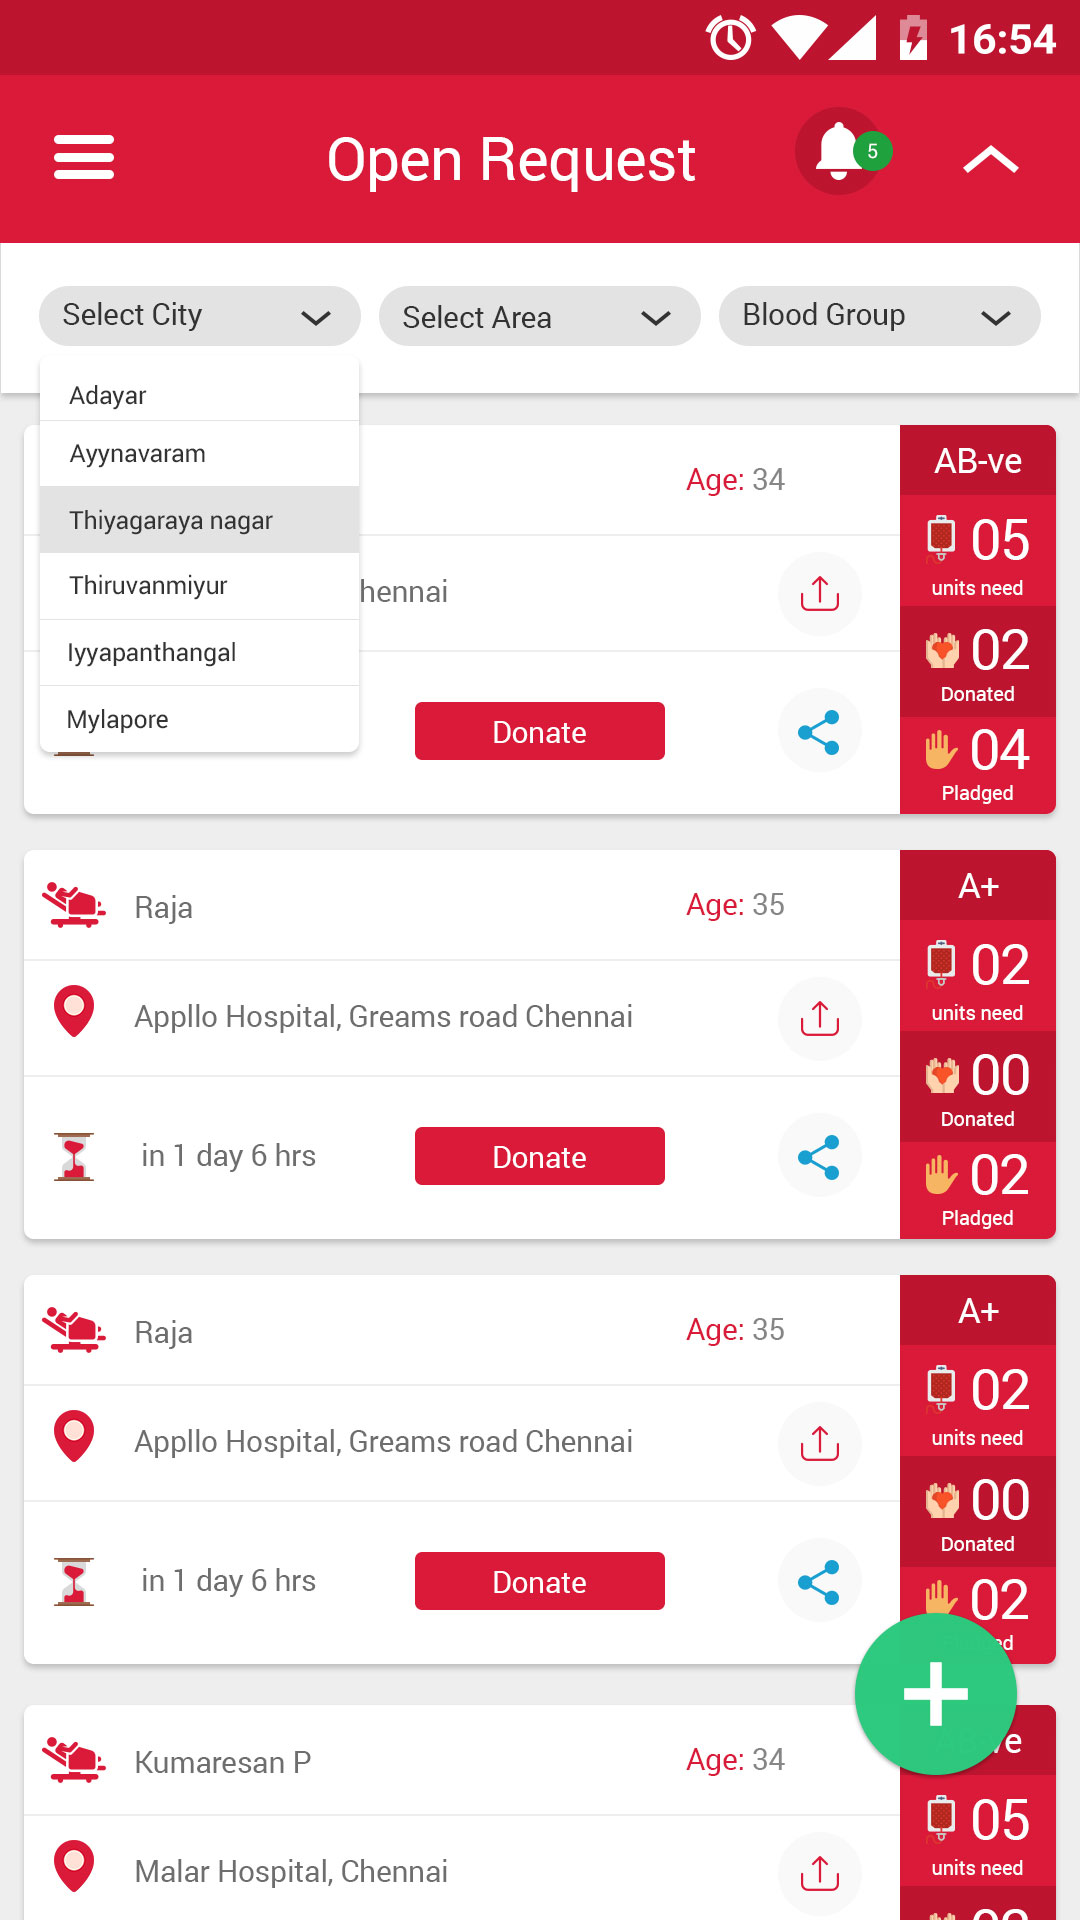 16:54
Open Request
5
Select City
Select Area
Blood Group
Adayar
Ayynavaram
Thiyagaraya nagar
Thiruvanmiyur
Iyyapanthangal
Mylapore
Age: 34
hennai
Donate
AB-ve
05
units need
02
Donated
04
Pladged
Raja
Age: 35
Appllo Hospital, Greams road Chennai
in 1 day 6 hrs
Donate
A+
02
units need
00
Donated
02
Pladged
Raja
Age: 35
Appllo Hospital, Greams road Chennai
in 1 day 6 hrs
Donate
A+
02
units need
00
Donated
02
Kumaresan P
Age: 34
Malar Hospital, Chennai
AB-ve
05
units need